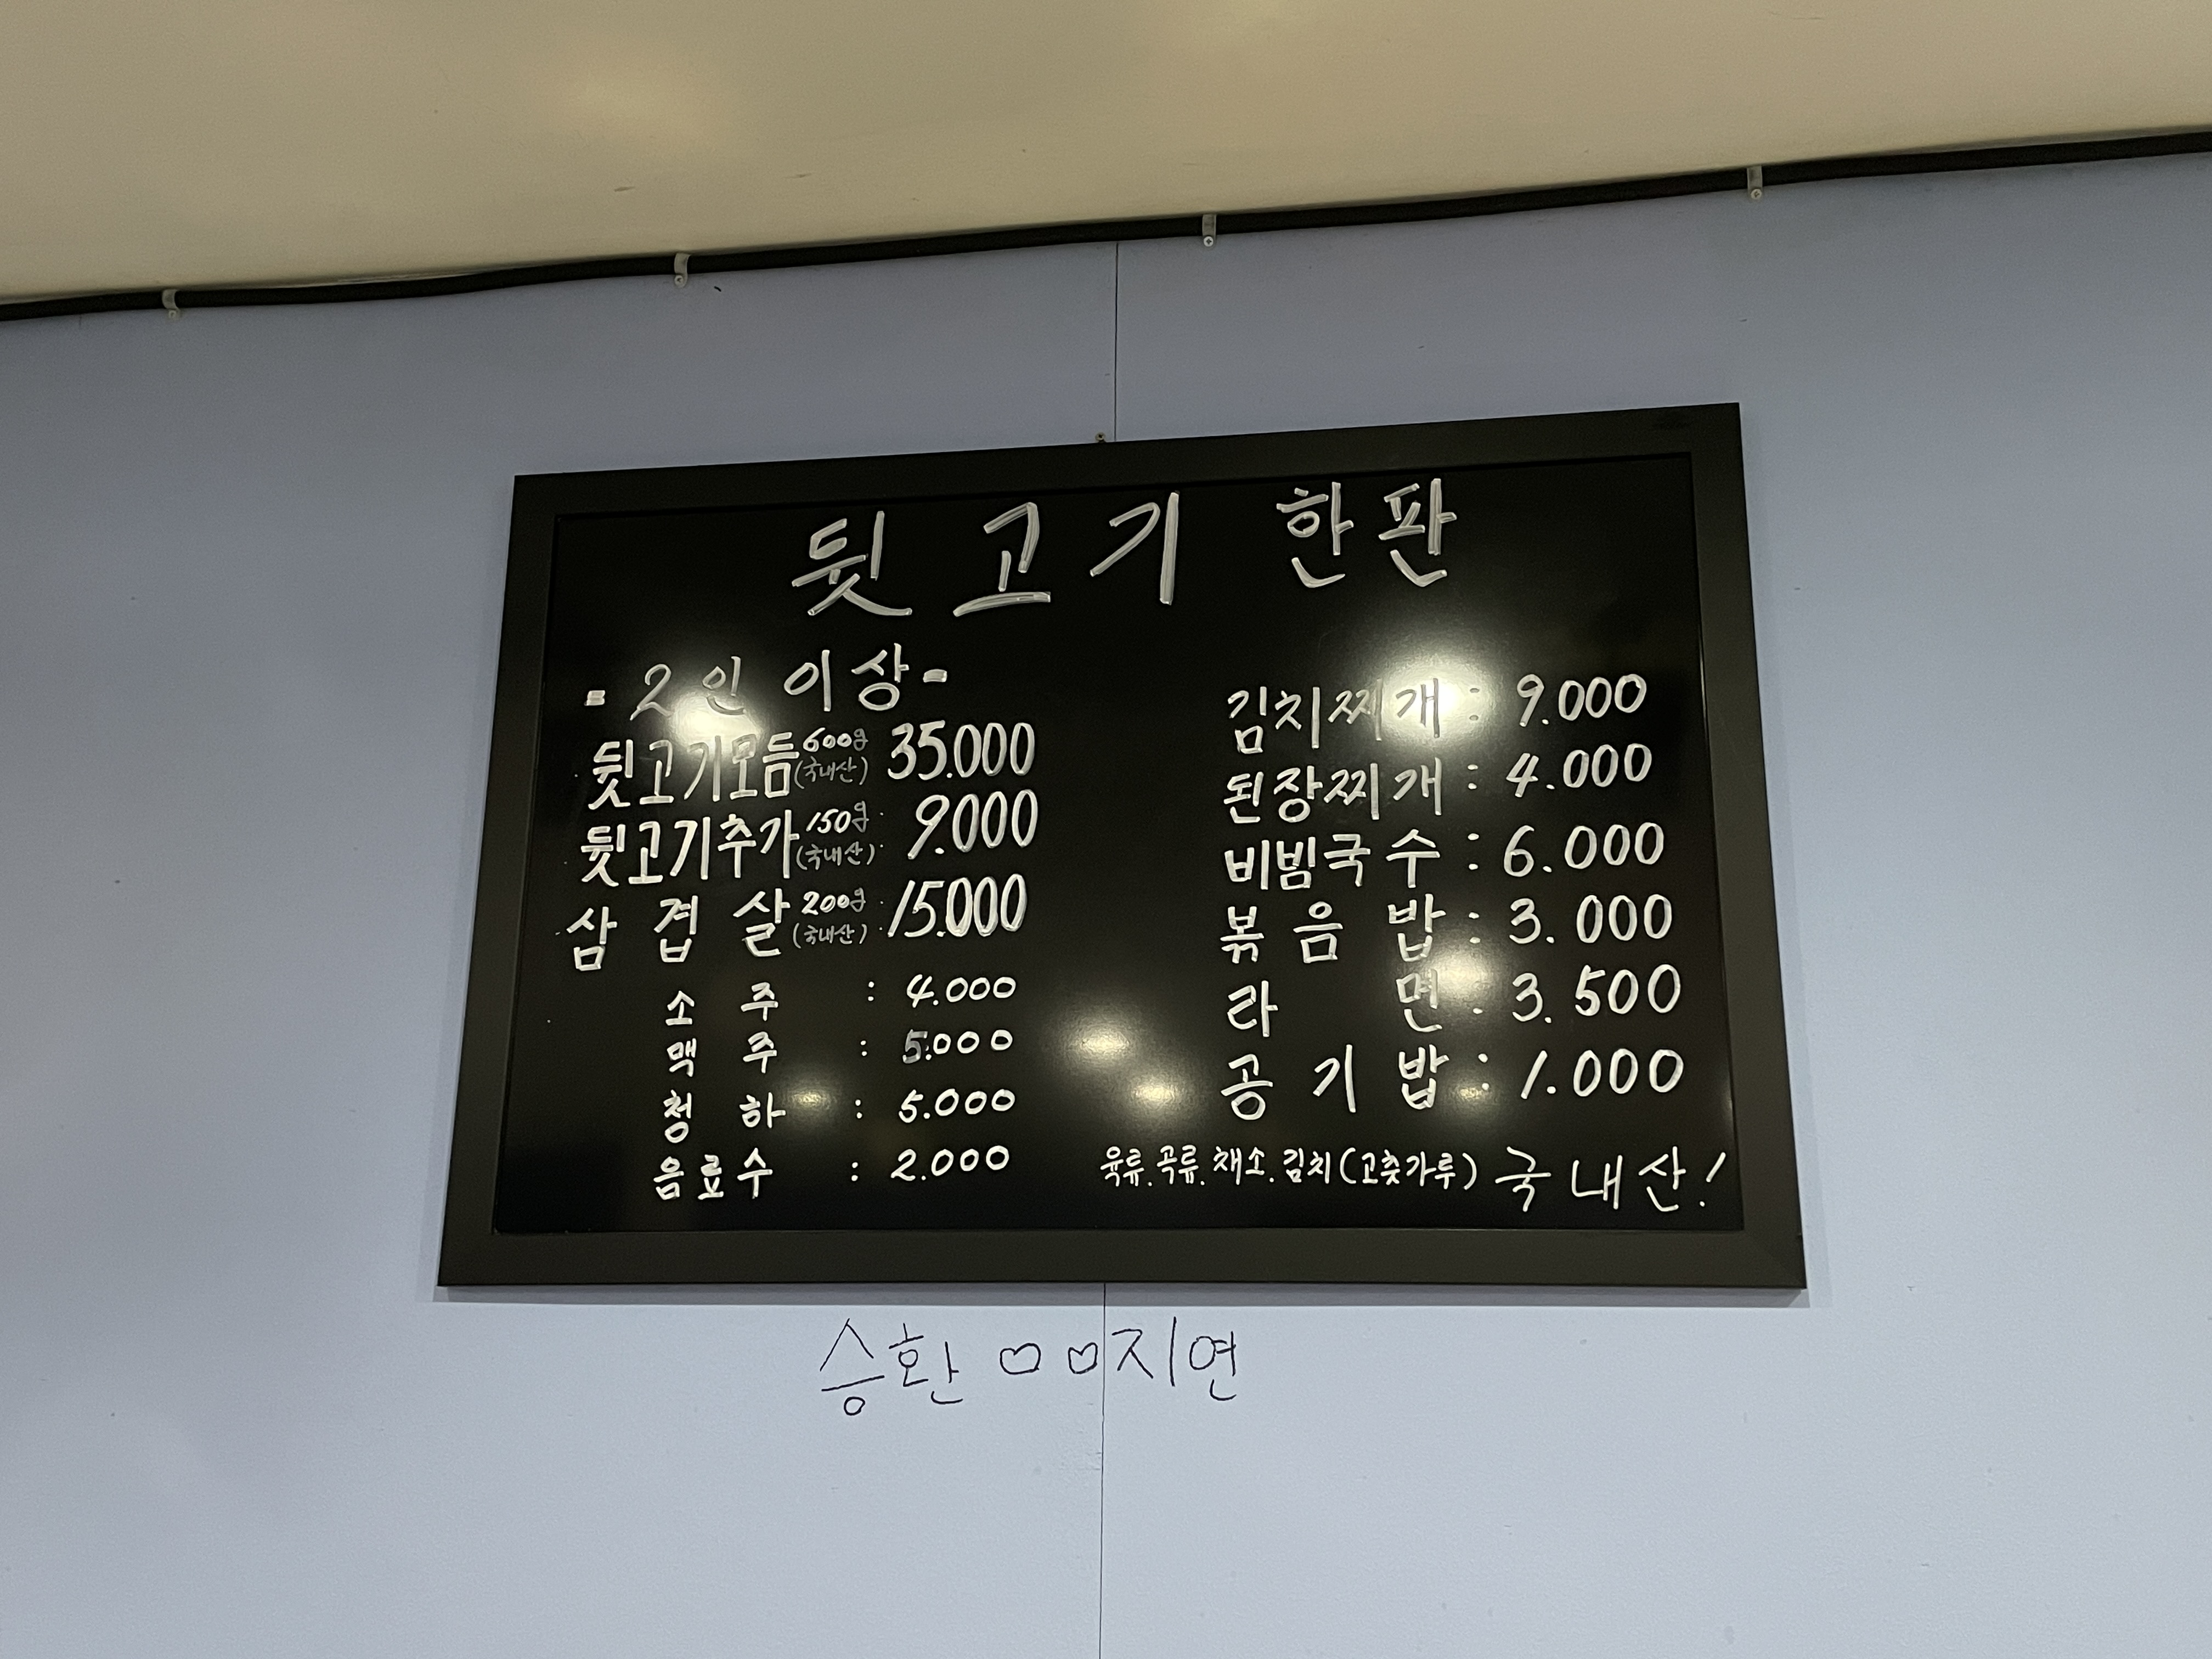 뒷고기 한판
- 2인 이상 -
뒷고기모듬 600g (국내산) 35.000
뒷고기추가 150g (국내산) 9.000
삼겹살 200g (국내산) 15.000
소주 : 4.000
맥주 : 5.000
청하 : 5.000
음료수 : 2.000
김치찌개 : 9.000
된장찌개 : 4.000
비빔국수 : 6.000
볶음밥 : 3.000
라면 : 3.500
공기밥 : 1.000
육류.곡류.채소.김치(고춧가루) 국내산!
승환 ♡♡지연